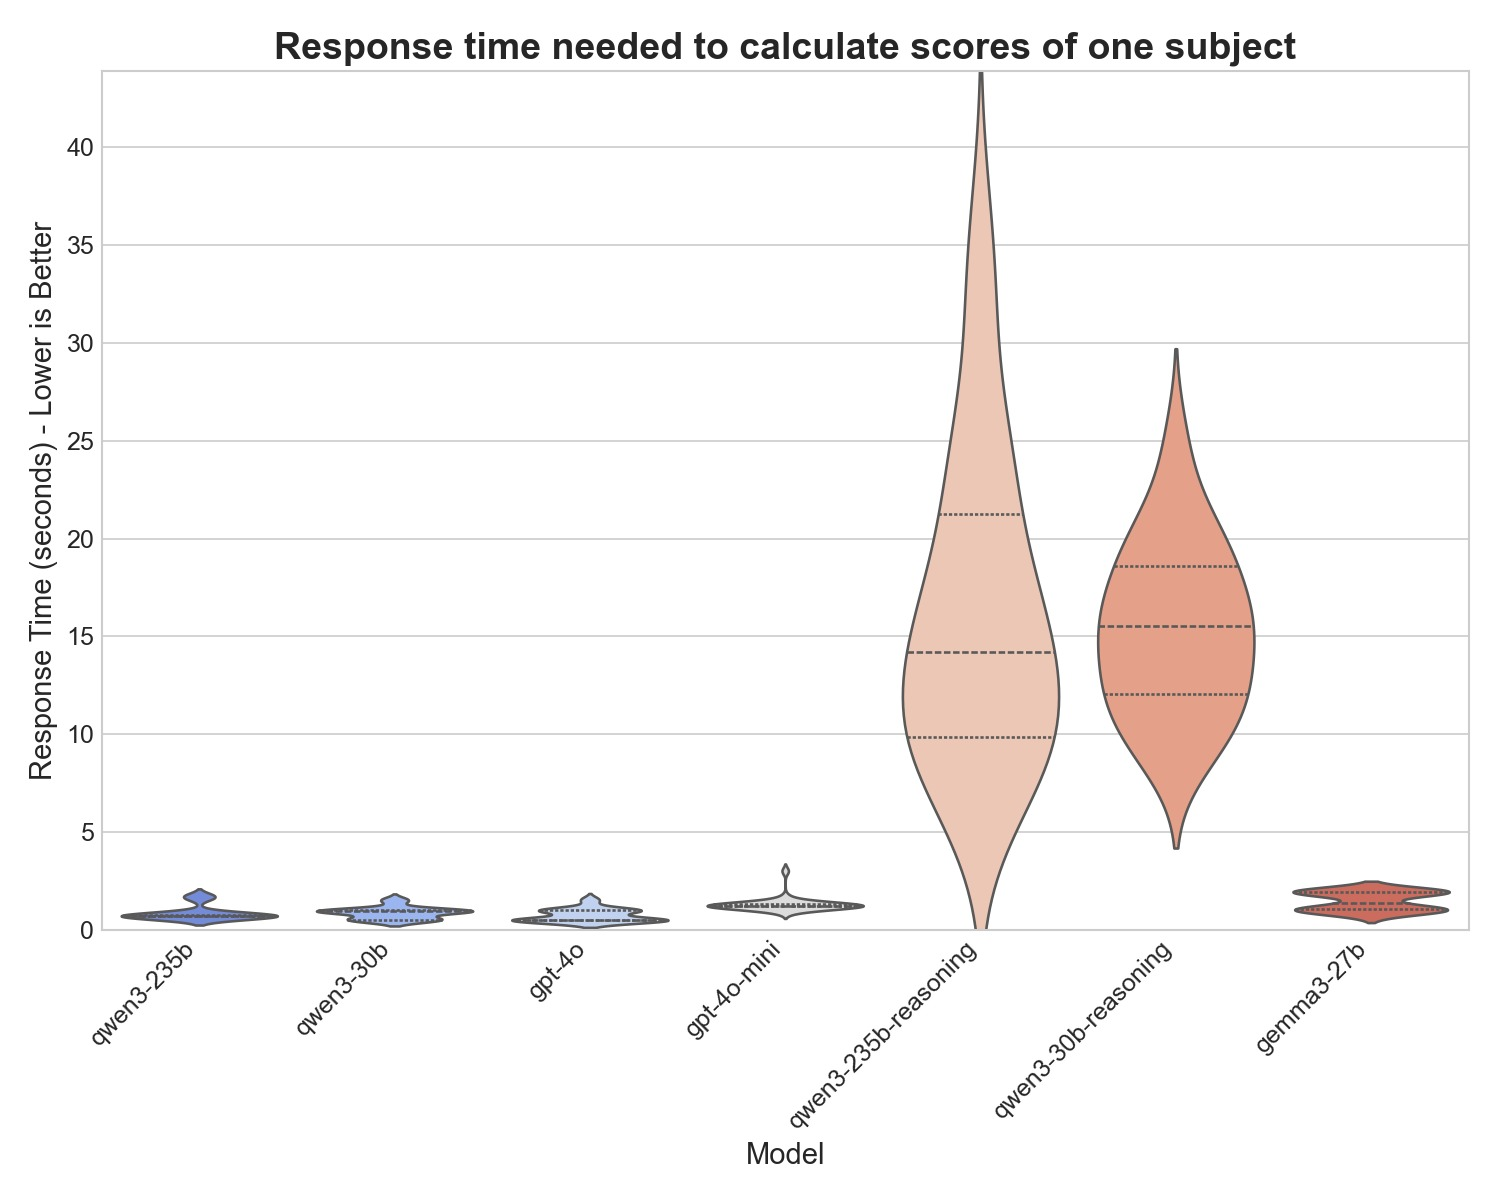 Response time needed to calculate scores of one subject
Response Time (seconds) - Lower is Better
40
35
30
25
20
15
10
5
0
qwen3-235b
qwen3-30b
gpt-4o
gpt-4o-mini
qwen3-235b-reasoning
qwen3-30b-reasoning
gemma3-27b
Model